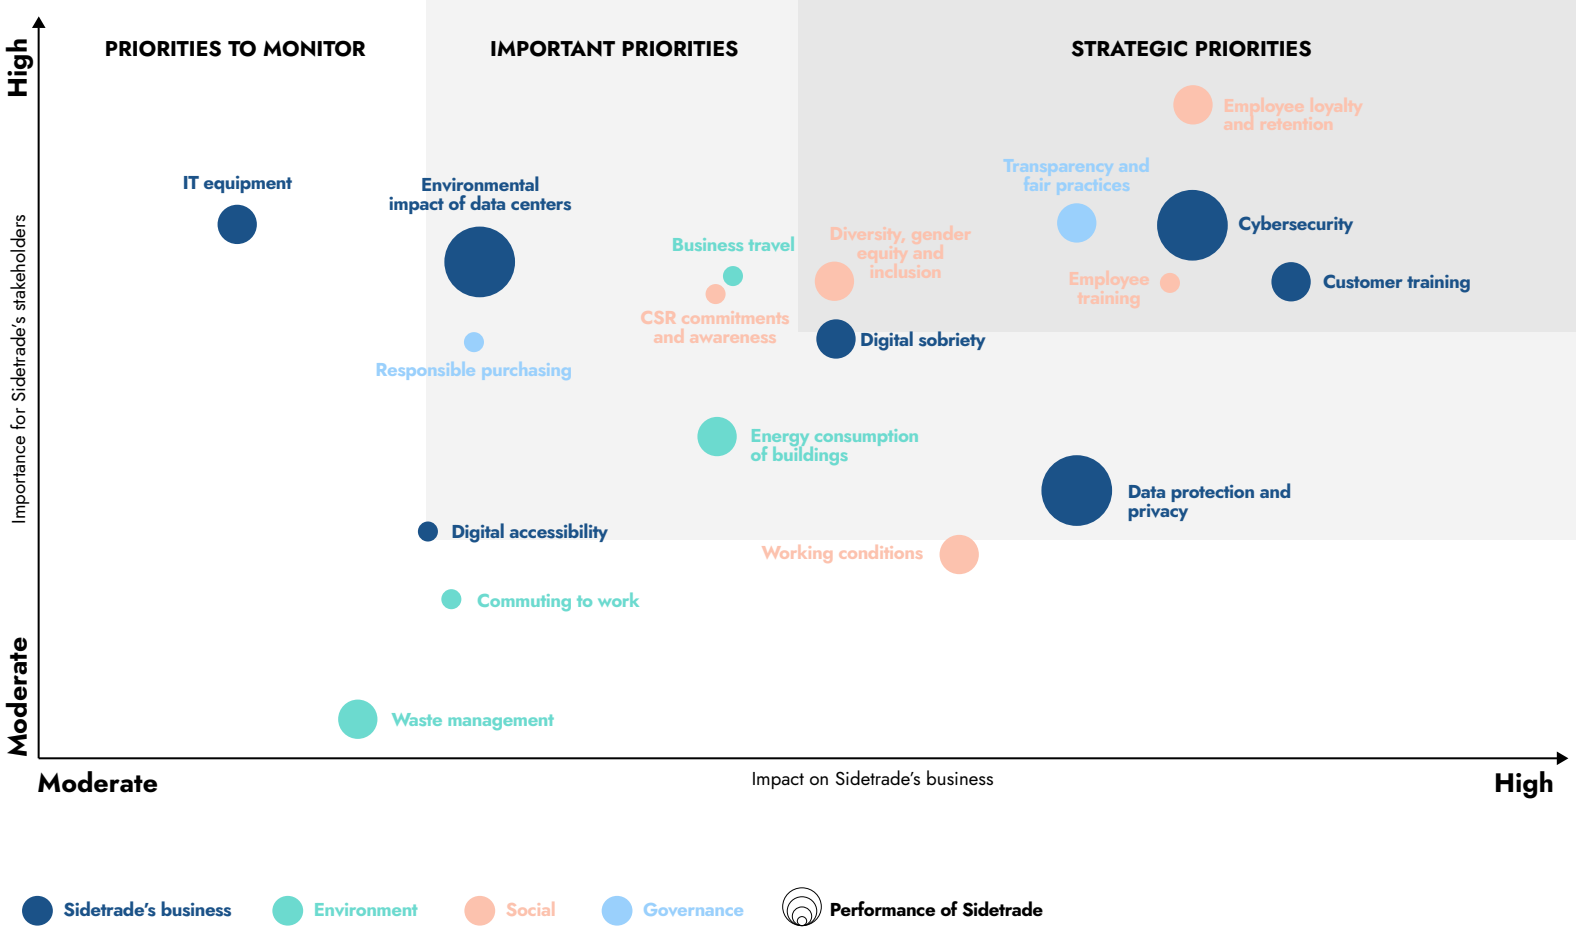 PRIORITIES TO MONITOR
IMPORTANT PRIORITIES
STRATEGIC PRIORITIES
High
Importance for Sidetrade’s stakeholders
Moderate
Employee loyalty
and retention
Transparency and
fair practices
IT equipment
Environmental
impact of data centers
Cybersecurity
Business travel
Diversity, gender
equity and
inclusion
Employee
training
Customer training
CSR commitments
and awareness
Digital sobriety
Responsible purchasing
Energy consumption
of buildings
Data protection and
privacy
Digital accessibility
Working conditions
Commuting to work
Waste management
Moderate
Impact on Sidetrade’s business
High
Sidetrade’s business
Environment
Social
Governance
Performance of Sidetrade